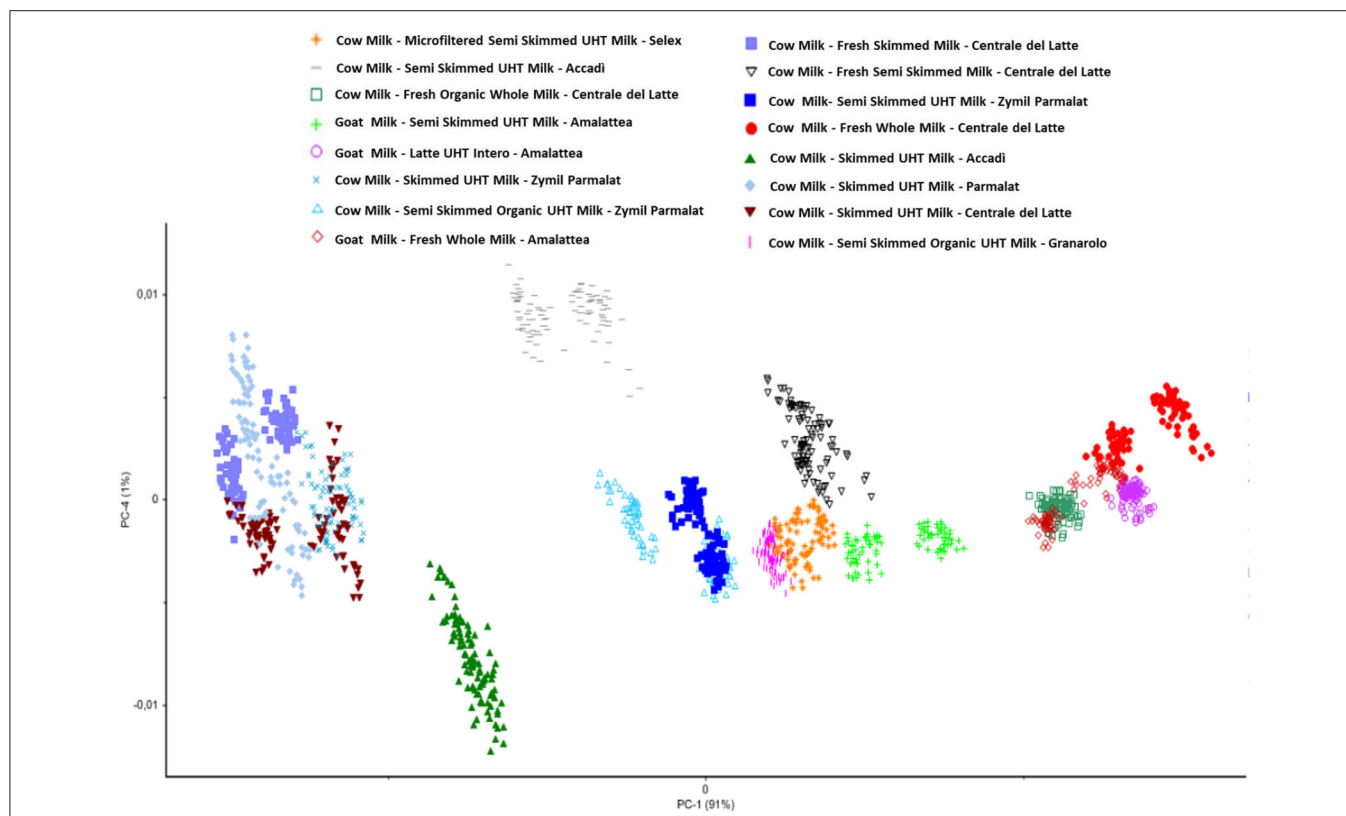 Cow Milk - Microfiltered Semi Skimmed UHT Milk - Selex
Cow Milk - Semi Skimmed UHT Milk - Accadì
Cow Milk - Fresh Organic Whole Milk - Centrale del Latte
Goat Milk - Semi Skimmed UHT Milk - Amalattea
Goat Milk - Latte UHT Intero - Amalattea
Cow Milk - Skimmed UHT Milk - Zymil Parmalat
Cow Milk - Semi Skimmed Organic UHT Milk - Zymil Parmalat
Goat Milk - Fresh Whole Milk - Amalattea
Cow Milk - Fresh Skimmed Milk - Centrale del Latte
Cow Milk - Fresh Semi Skimmed Milk - Centrale del Latte
Cow Milk- Semi Skimmed UHT Milk - Zymil Parmalat
Cow Milk - Fresh Whole Milk - Centrale del Latte
Cow Milk - Skimmed UHT Milk - Accadì
Cow Milk - Skimmed UHT Milk - Parmalat
Cow Milk - Skimmed UHT Milk - Centrale del Latte
Cow Milk - Semi Skimmed Organic UHT Milk - Granarolo
0,01
PC-4 (1%)
0
-0,01
0
PC-1 (91%)